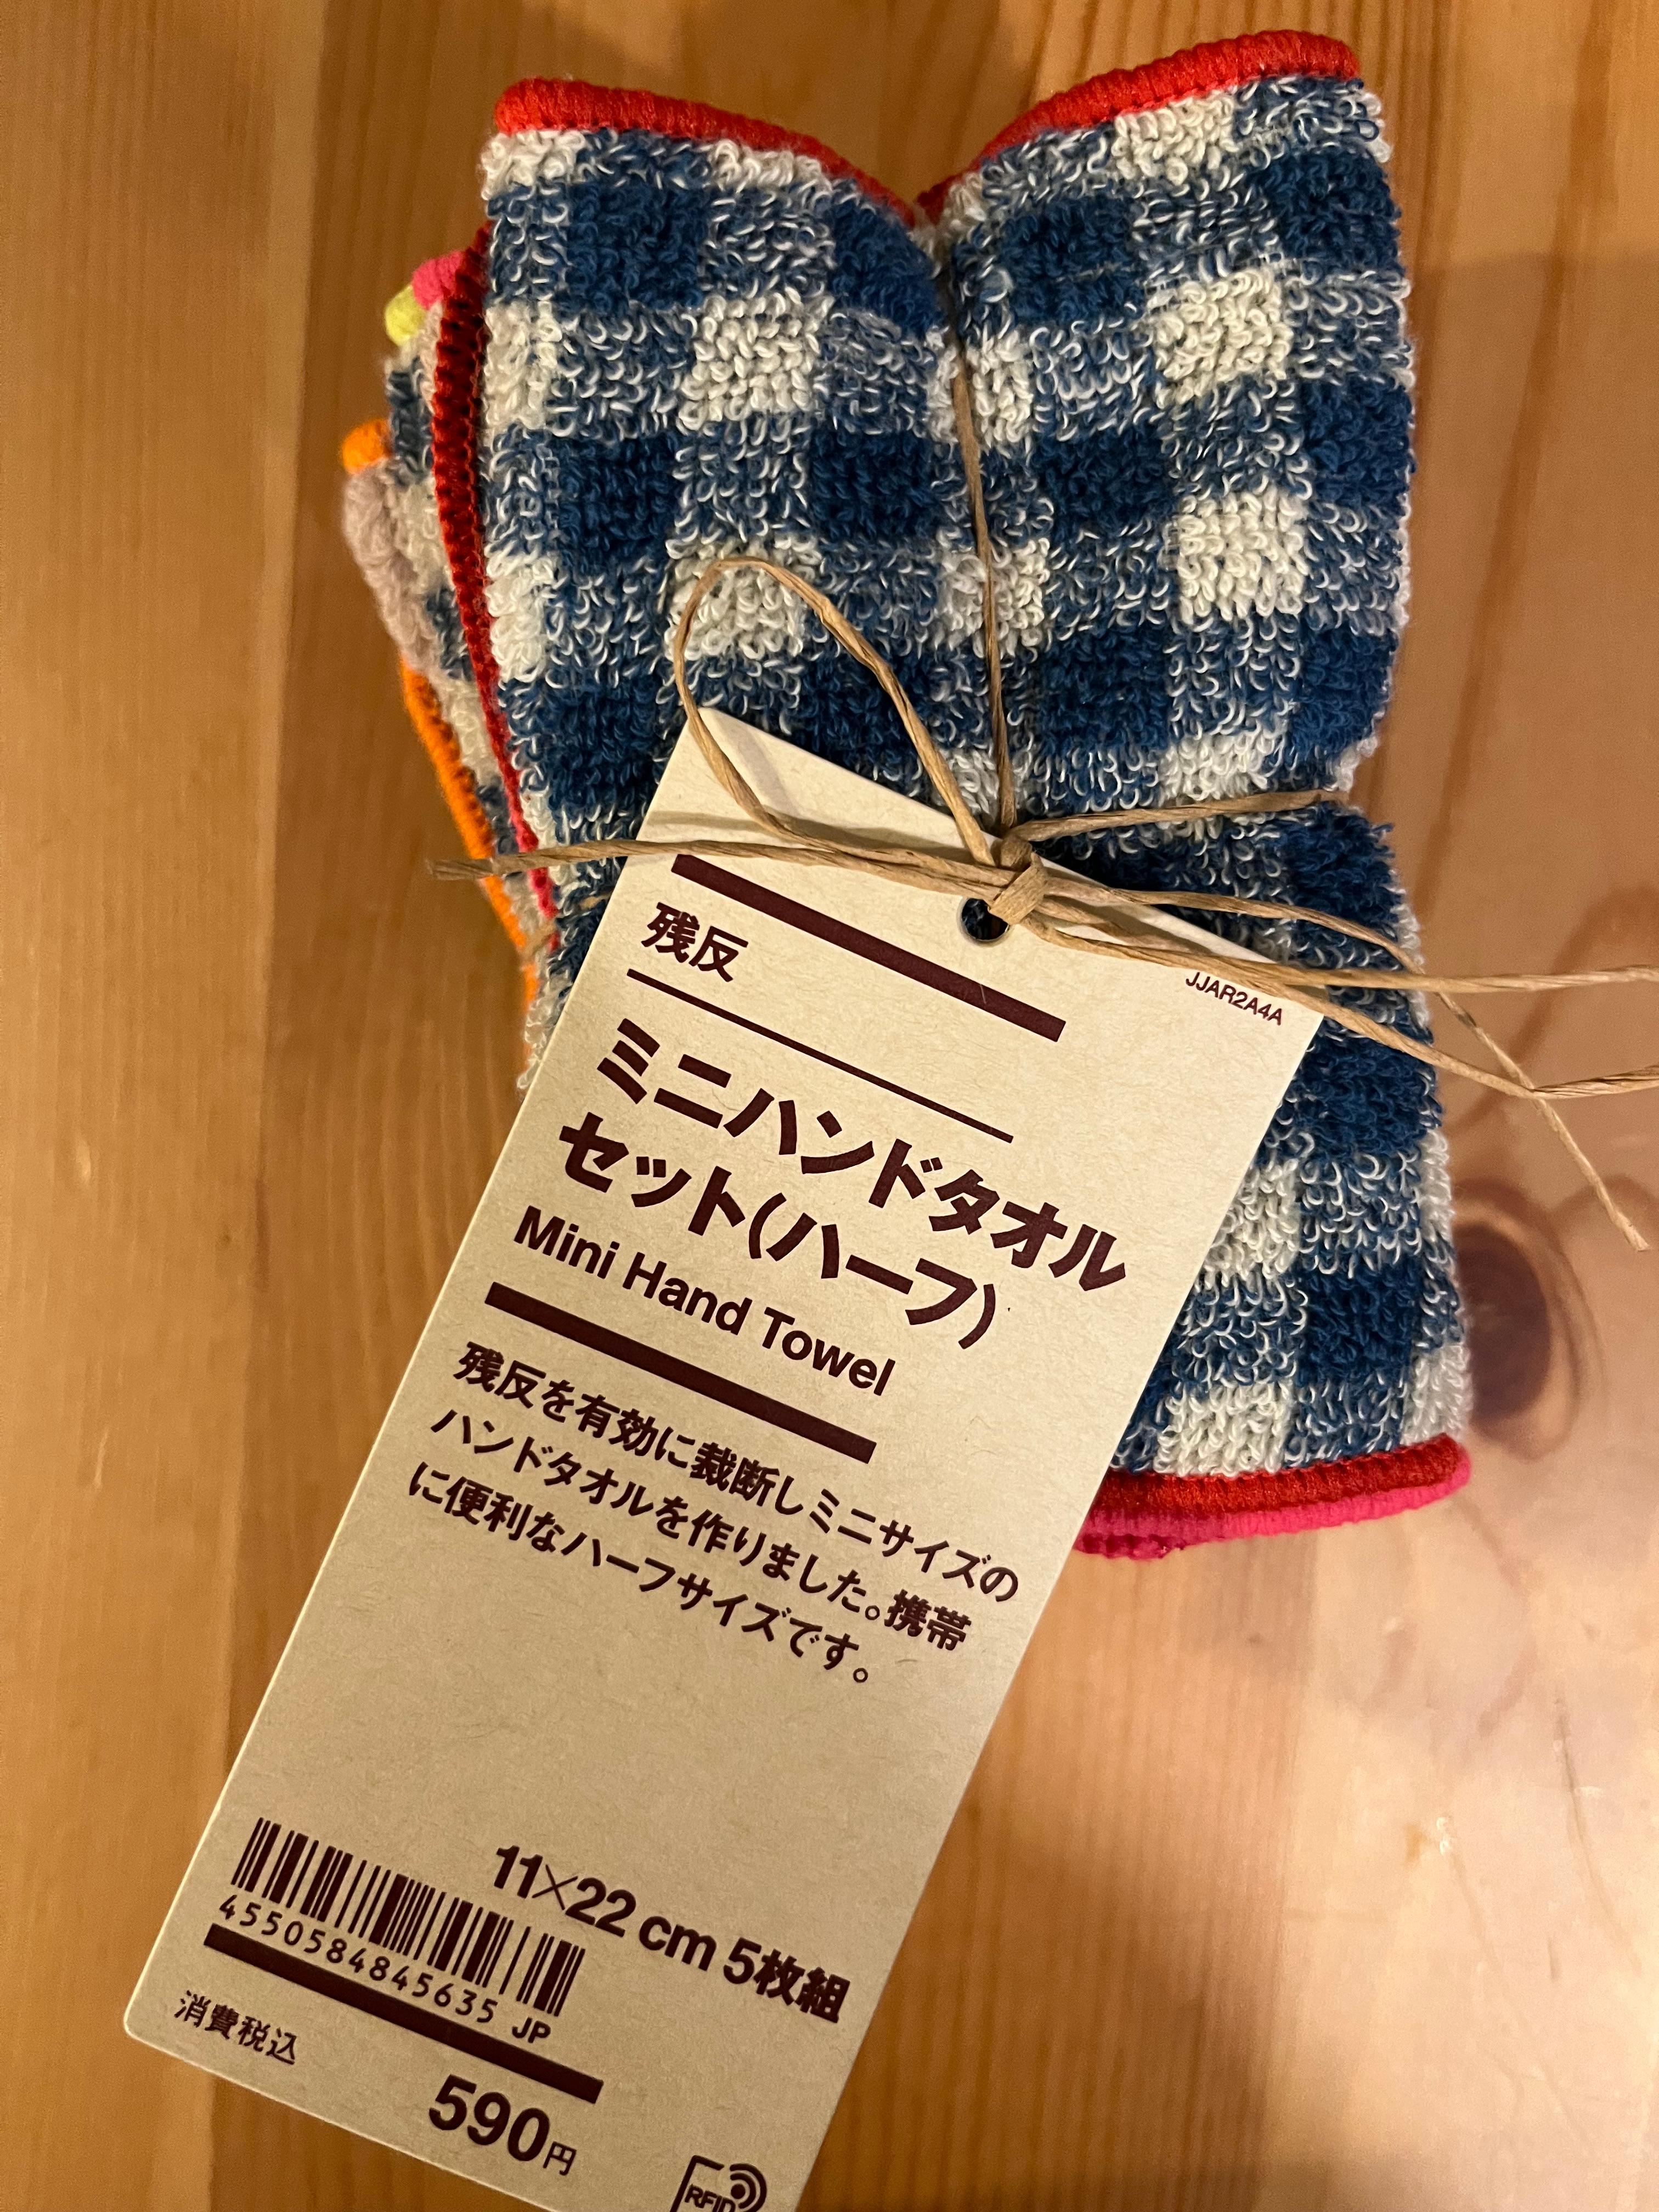 JJAR2A4A
残反
ミニハンドタオル
セット(ハーフ)
Mini Hand Towel
残反を有効に裁断しミニサイズの
ハンドタオルを作りました。携帯
に便利なハーフサイズです。
11×22 cm 5枚組
4550584845635 JP
消費税込
590円
RFID